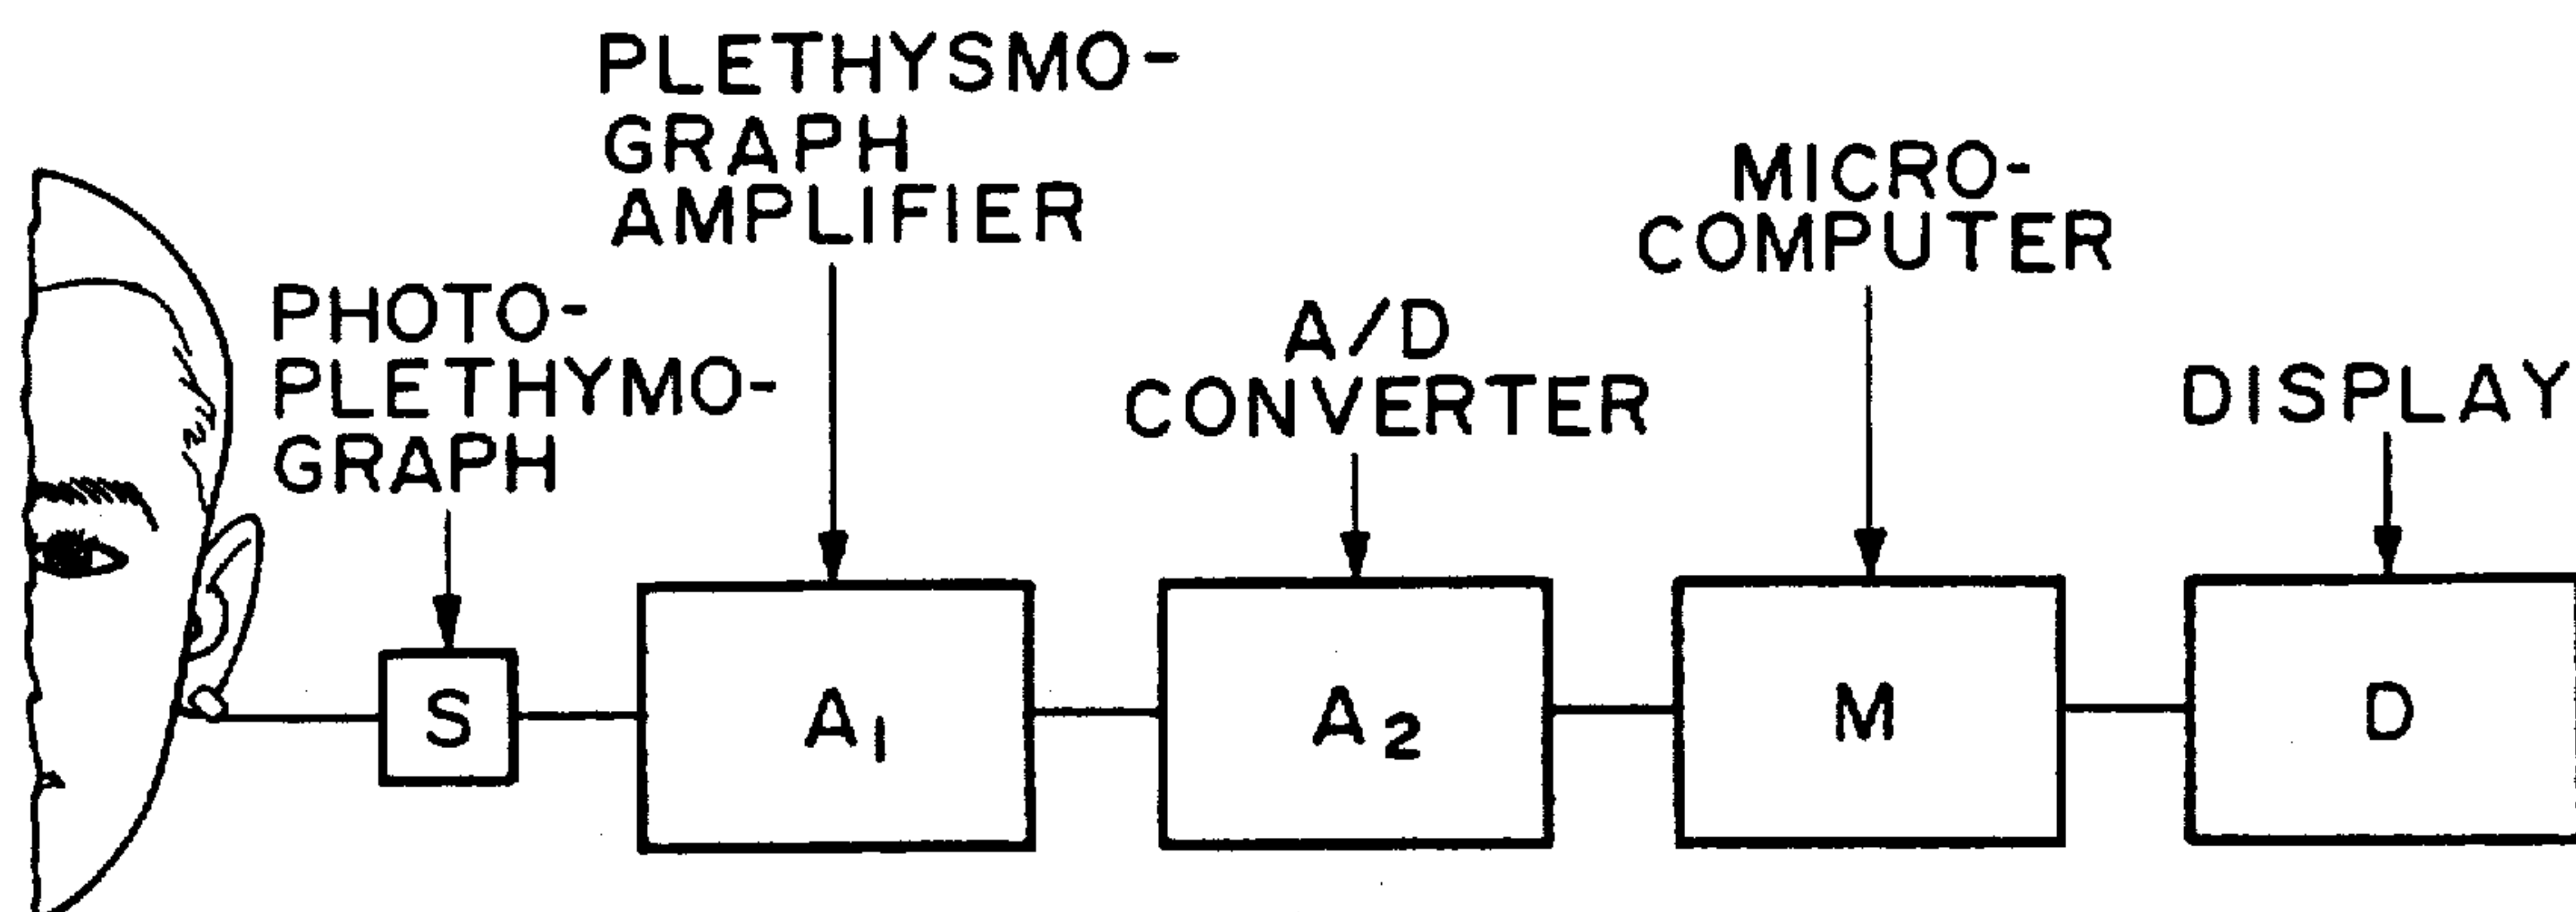 PLETHYSMO-
GRAPH
AMPLIFIER
MICRO-
COMPUTER
PHOTO-
PLETHYMO-
GRAPH
A/D
CONVERTER
DISPLAY
S
A1
A2
M
D